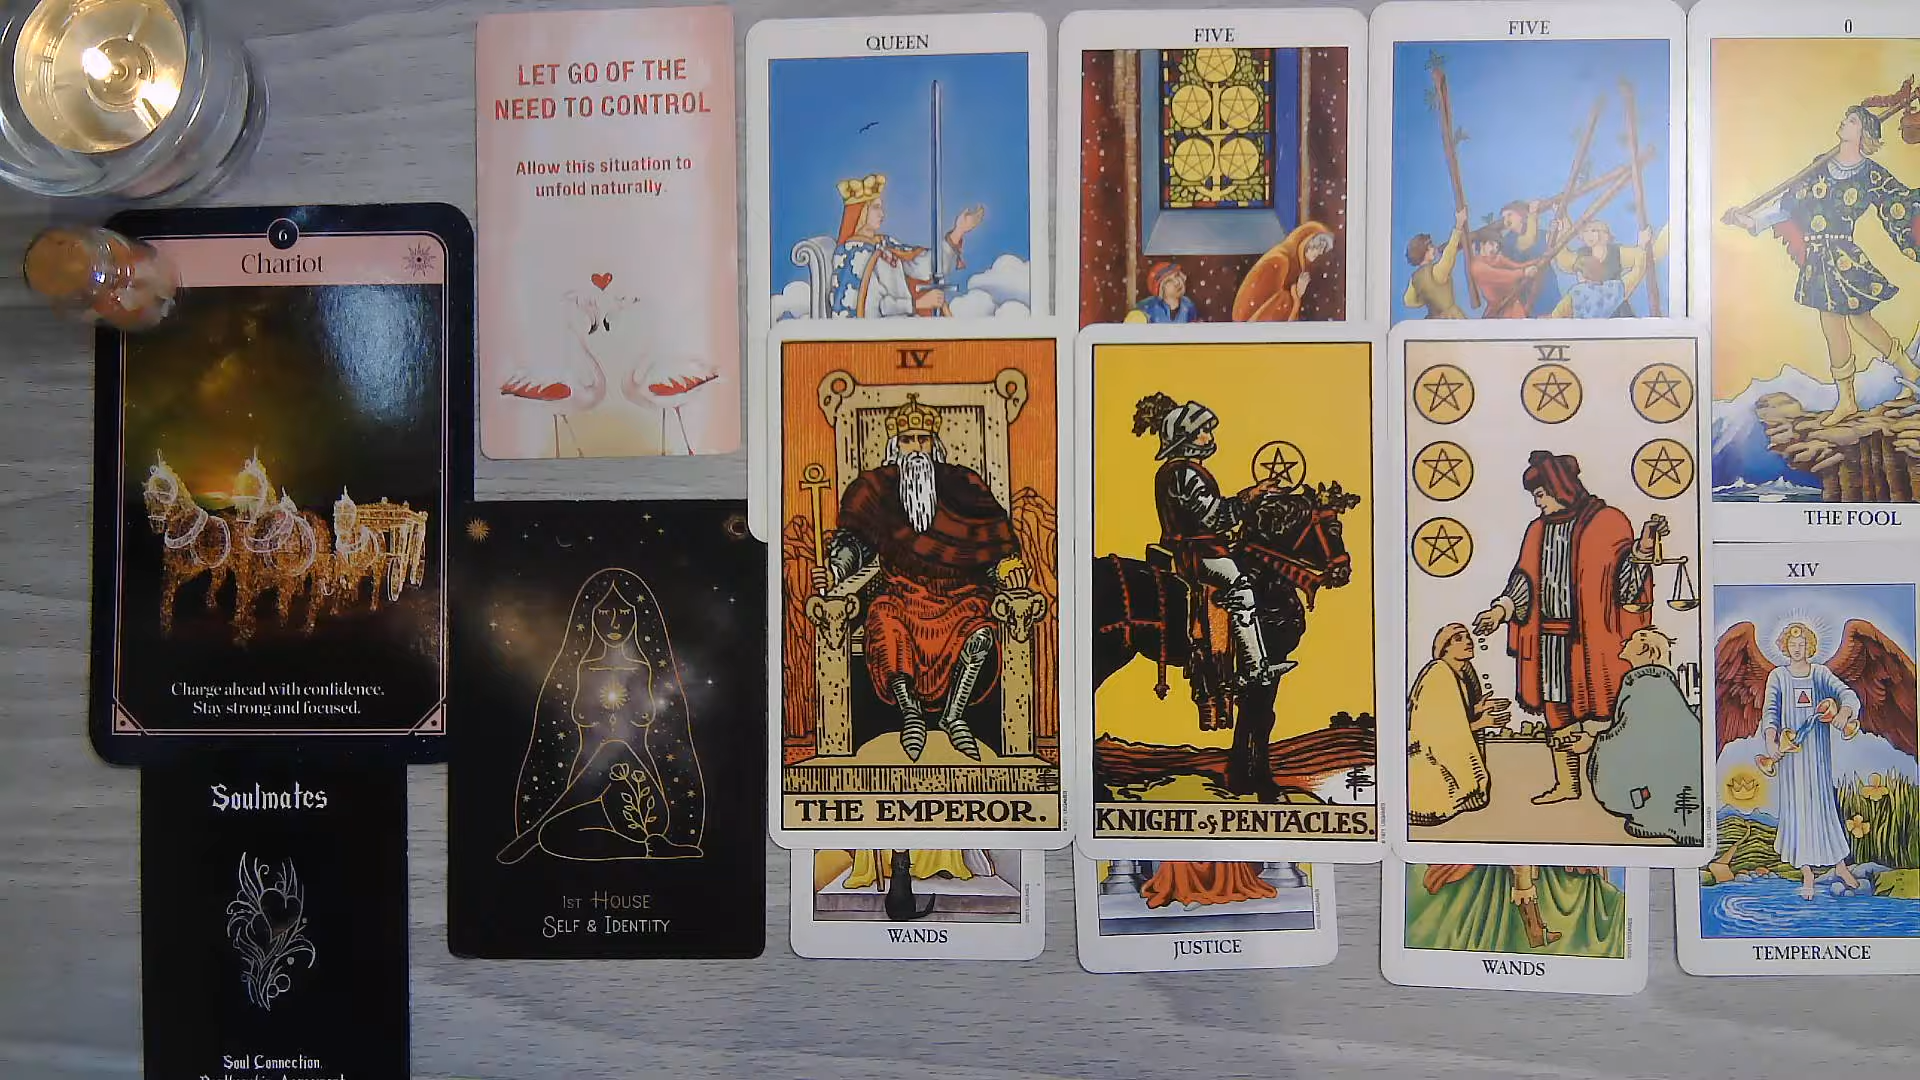 6
Chariot
Charge ahead with confidence.
Stay strong and focused.
Soulmates
Soul Connection.
LET GO OF THE
NEED TO CONTROL
Allow this situation to
unfold naturally.
1ST HOUSE
SELF & IDENTITY
QUEEN
IV
THE EMPEROR.
WANDS
FIVE
KNIGHT of PENTACLES.
JUSTICE
FIVE
VI
WANDS
0
THE FOOL
XIV
TEMPERANCE